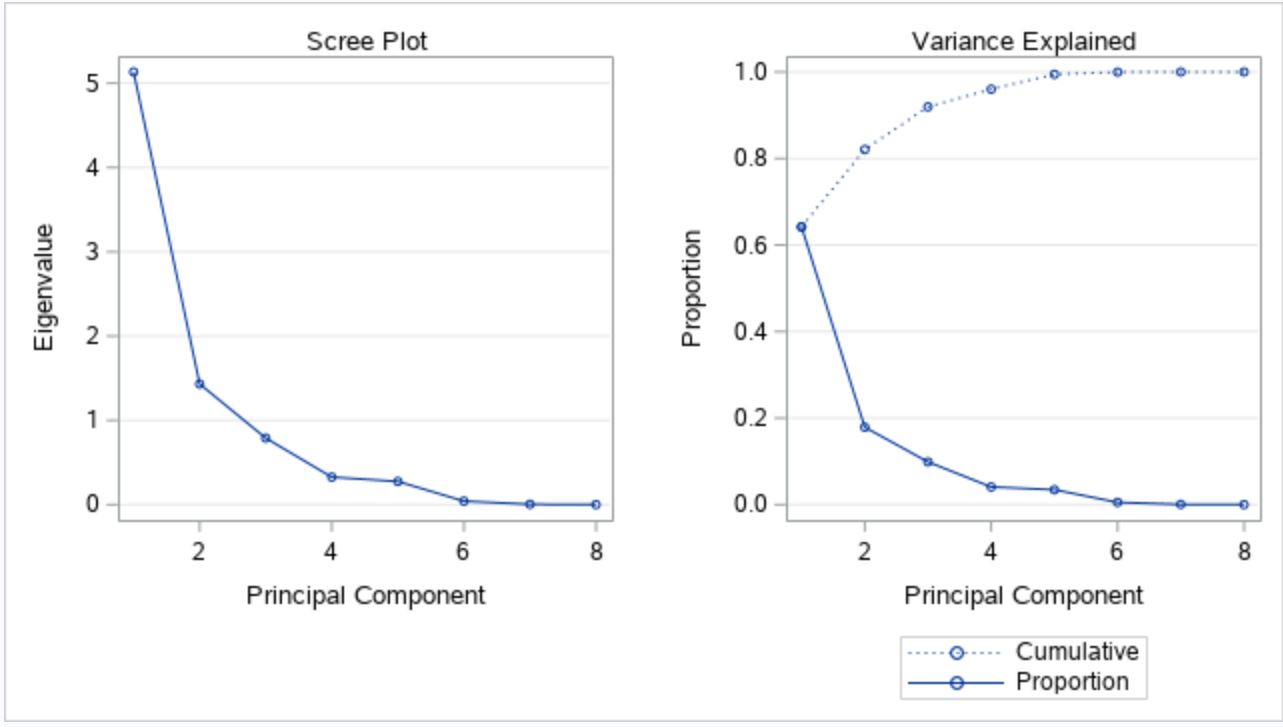 Scree Plot
5
4
3
2
1
0
Eigenvalue
2 4 6 8
Principal Component
Variance Explained
1.0
0.8
0.6
0.4
0.2
0.0
Proportion
2 4 6 8
Principal Component
Cumulative
Proportion